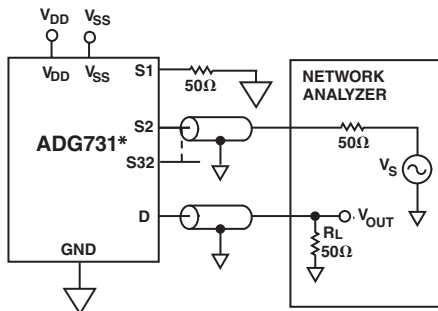 VDD
VSS
VDD
VSS
S1
50Ω
NETWORK
ANALYZER
S2
50Ω
ADG731*
S32
VS
D
VOUT
RL
50Ω
GND